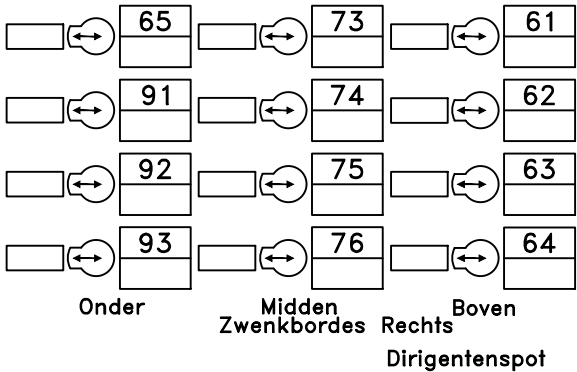 65 73 61
91 74 62
92 75 63
93 76 64
Onder Midden Boven
Zwenkbordes Rechts
Dirigentenspot